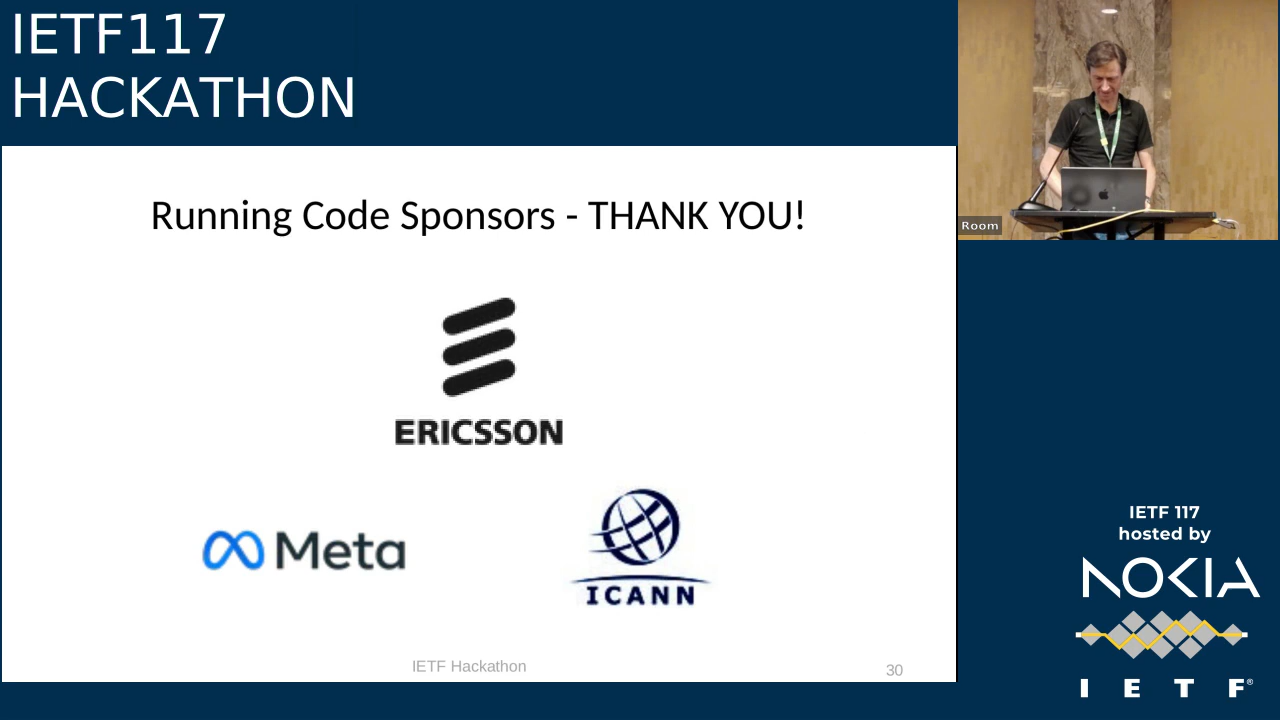 IETF117
HACKATHON
Running Code Sponsors - THANK YOU!
ERICSSON
Meta
ICANN
IETF Hackathon
30
Room
IETF 117
hosted by
NOKIA
I E T F®